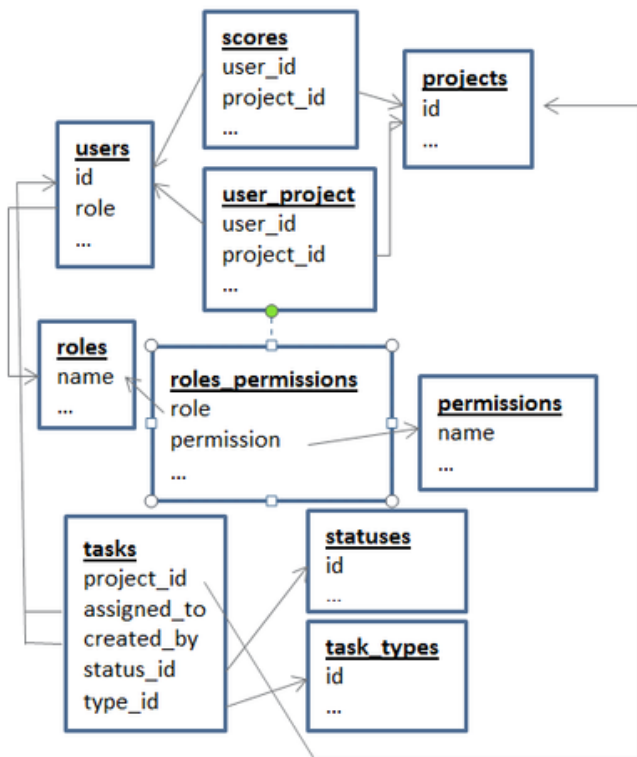 scores
user_id
project_id
...
projects
id
...
users
id
role
...
user_project
user_id
project_id
...
roles
name
...
roles_permissions
role
permission
...
permissions
name
...
tasks
project_id
assigned_to
created_by
status_id
type_id
statuses
id
...
task_types
id
...